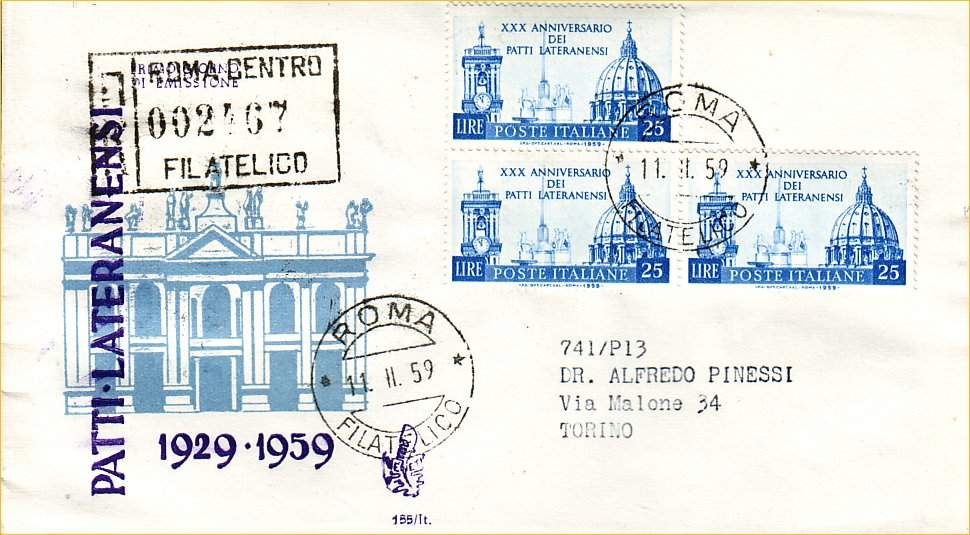 XXX ANNIVERSARIO
DEI
PATTI LATERANENSI
LIRE POSTE ITALIANE 25
XXX ANNIVERSARIO
DEI
PATTI LATERANENSI
LIRE POSTE ITALIANE 25
XXX ANNIVERSARIO
DEI
PATTI LATERANENSI
LIRE POSTE ITALIANE 25
ROMA
11. II. 59
FILATELICO
ROMA CENTRO
002467
FILATELICO
PATTI·LATERANENSI
1929·1959
ROMA
11. II. 59
FILATELICO
155/It.
741/P13
DR. ALFREDO PINESSI
Via Malone 34
TORINO